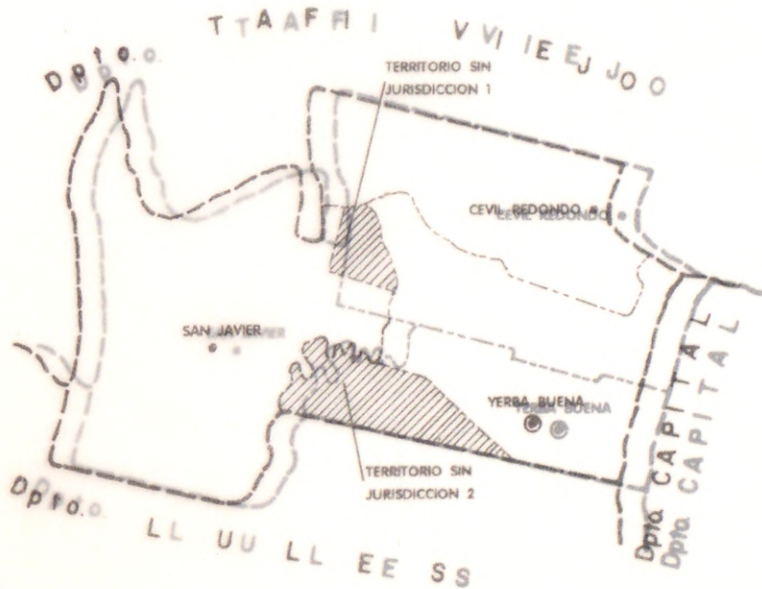 Dpto. TAFI VIEJO
TERRITORIO SIN
JURISDICCION 1
CEVIL REDONDO
SAN JAVIER
YERBA BUENA
TERRITORIO SIN
JURISDICCION 2
Dpto. LULES
Dpto. CAPITAL